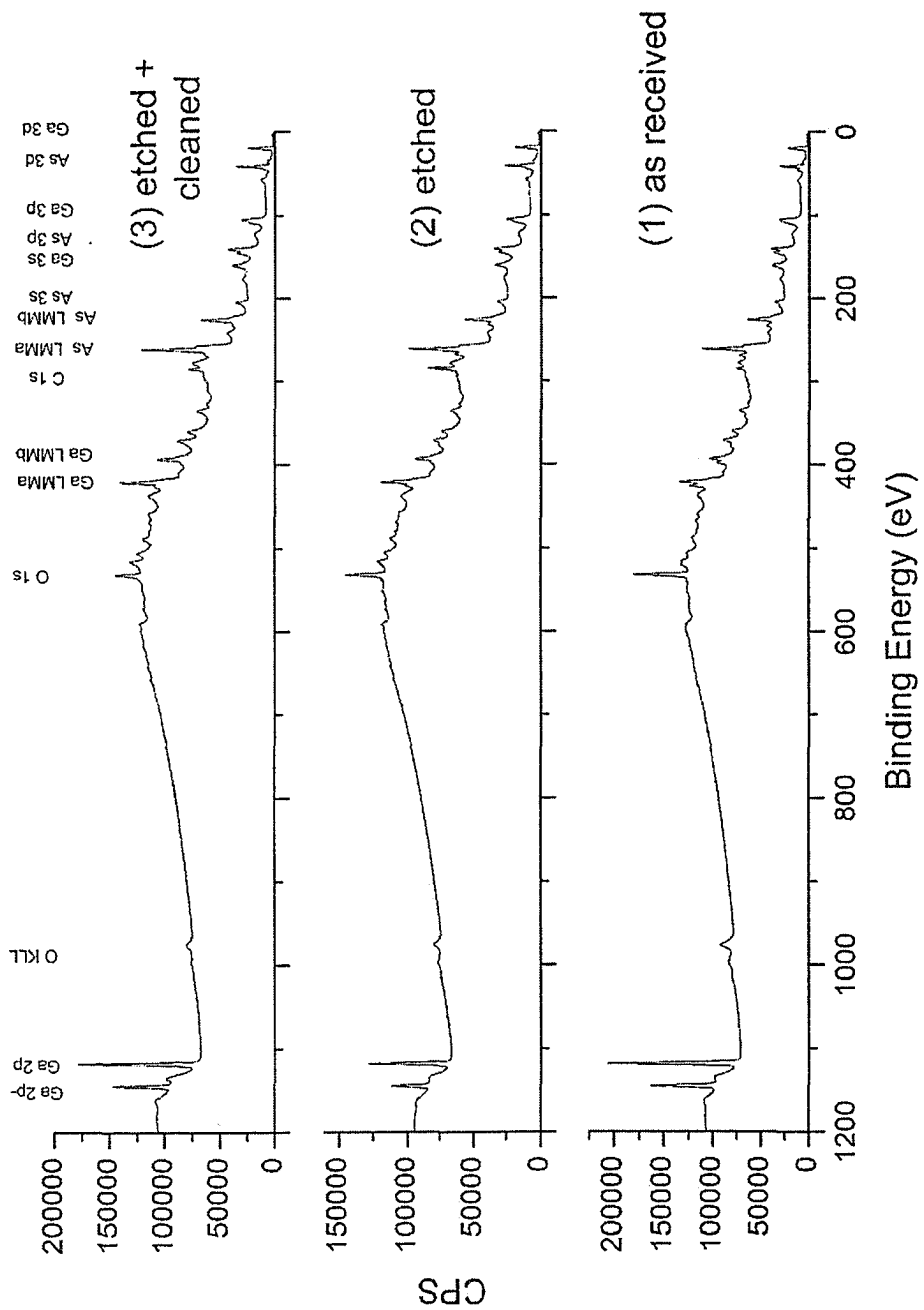 Ga 2p-
Ga 2p
O KLL
O 1s
Ga LMMa
Ga LMMb
C 1s
As LMMa
As LMMb
As 3s
Ga 3s
As 3p
Ga 3p
As 3d
Ga 3d
(3) etched +
cleaned
200000
150000
100000
50000
0
(2) etched
150000
100000
50000
0
(1) as received
200000
150000
100000
50000
0
CPS
1200
1000
800
600
400
200
0
Binding Energy (eV)